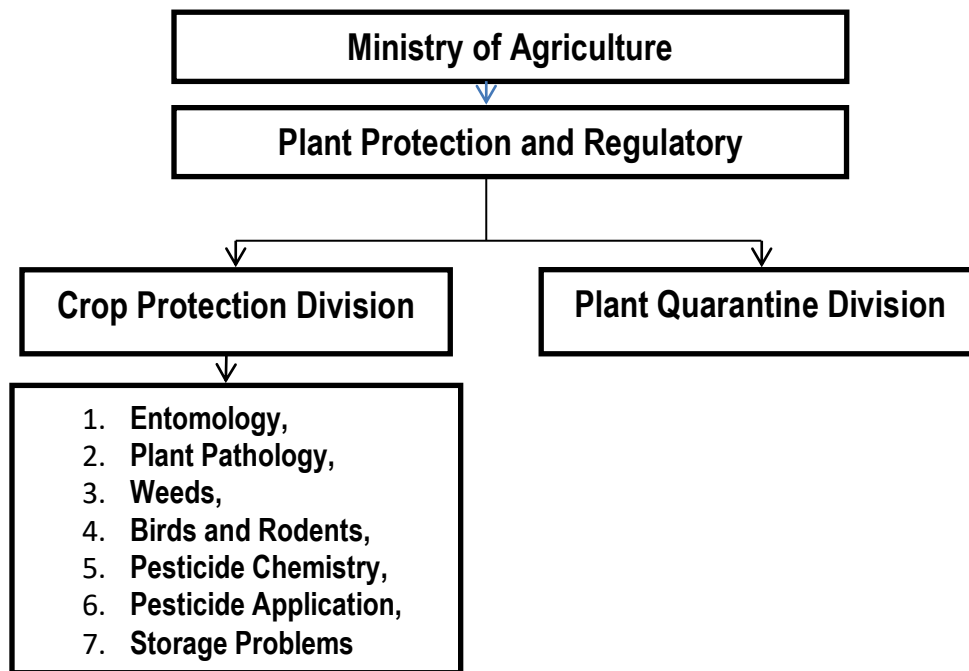 Ministry of Agriculture
Plant Protection and Regulatory
Crop Protection Division
Plant Quarantine Division
1. Entomology,
2. Plant Pathology,
3. Weeds,
4. Birds and Rodents,
5. Pesticide Chemistry,
6. Pesticide Application,
7. Storage Problems